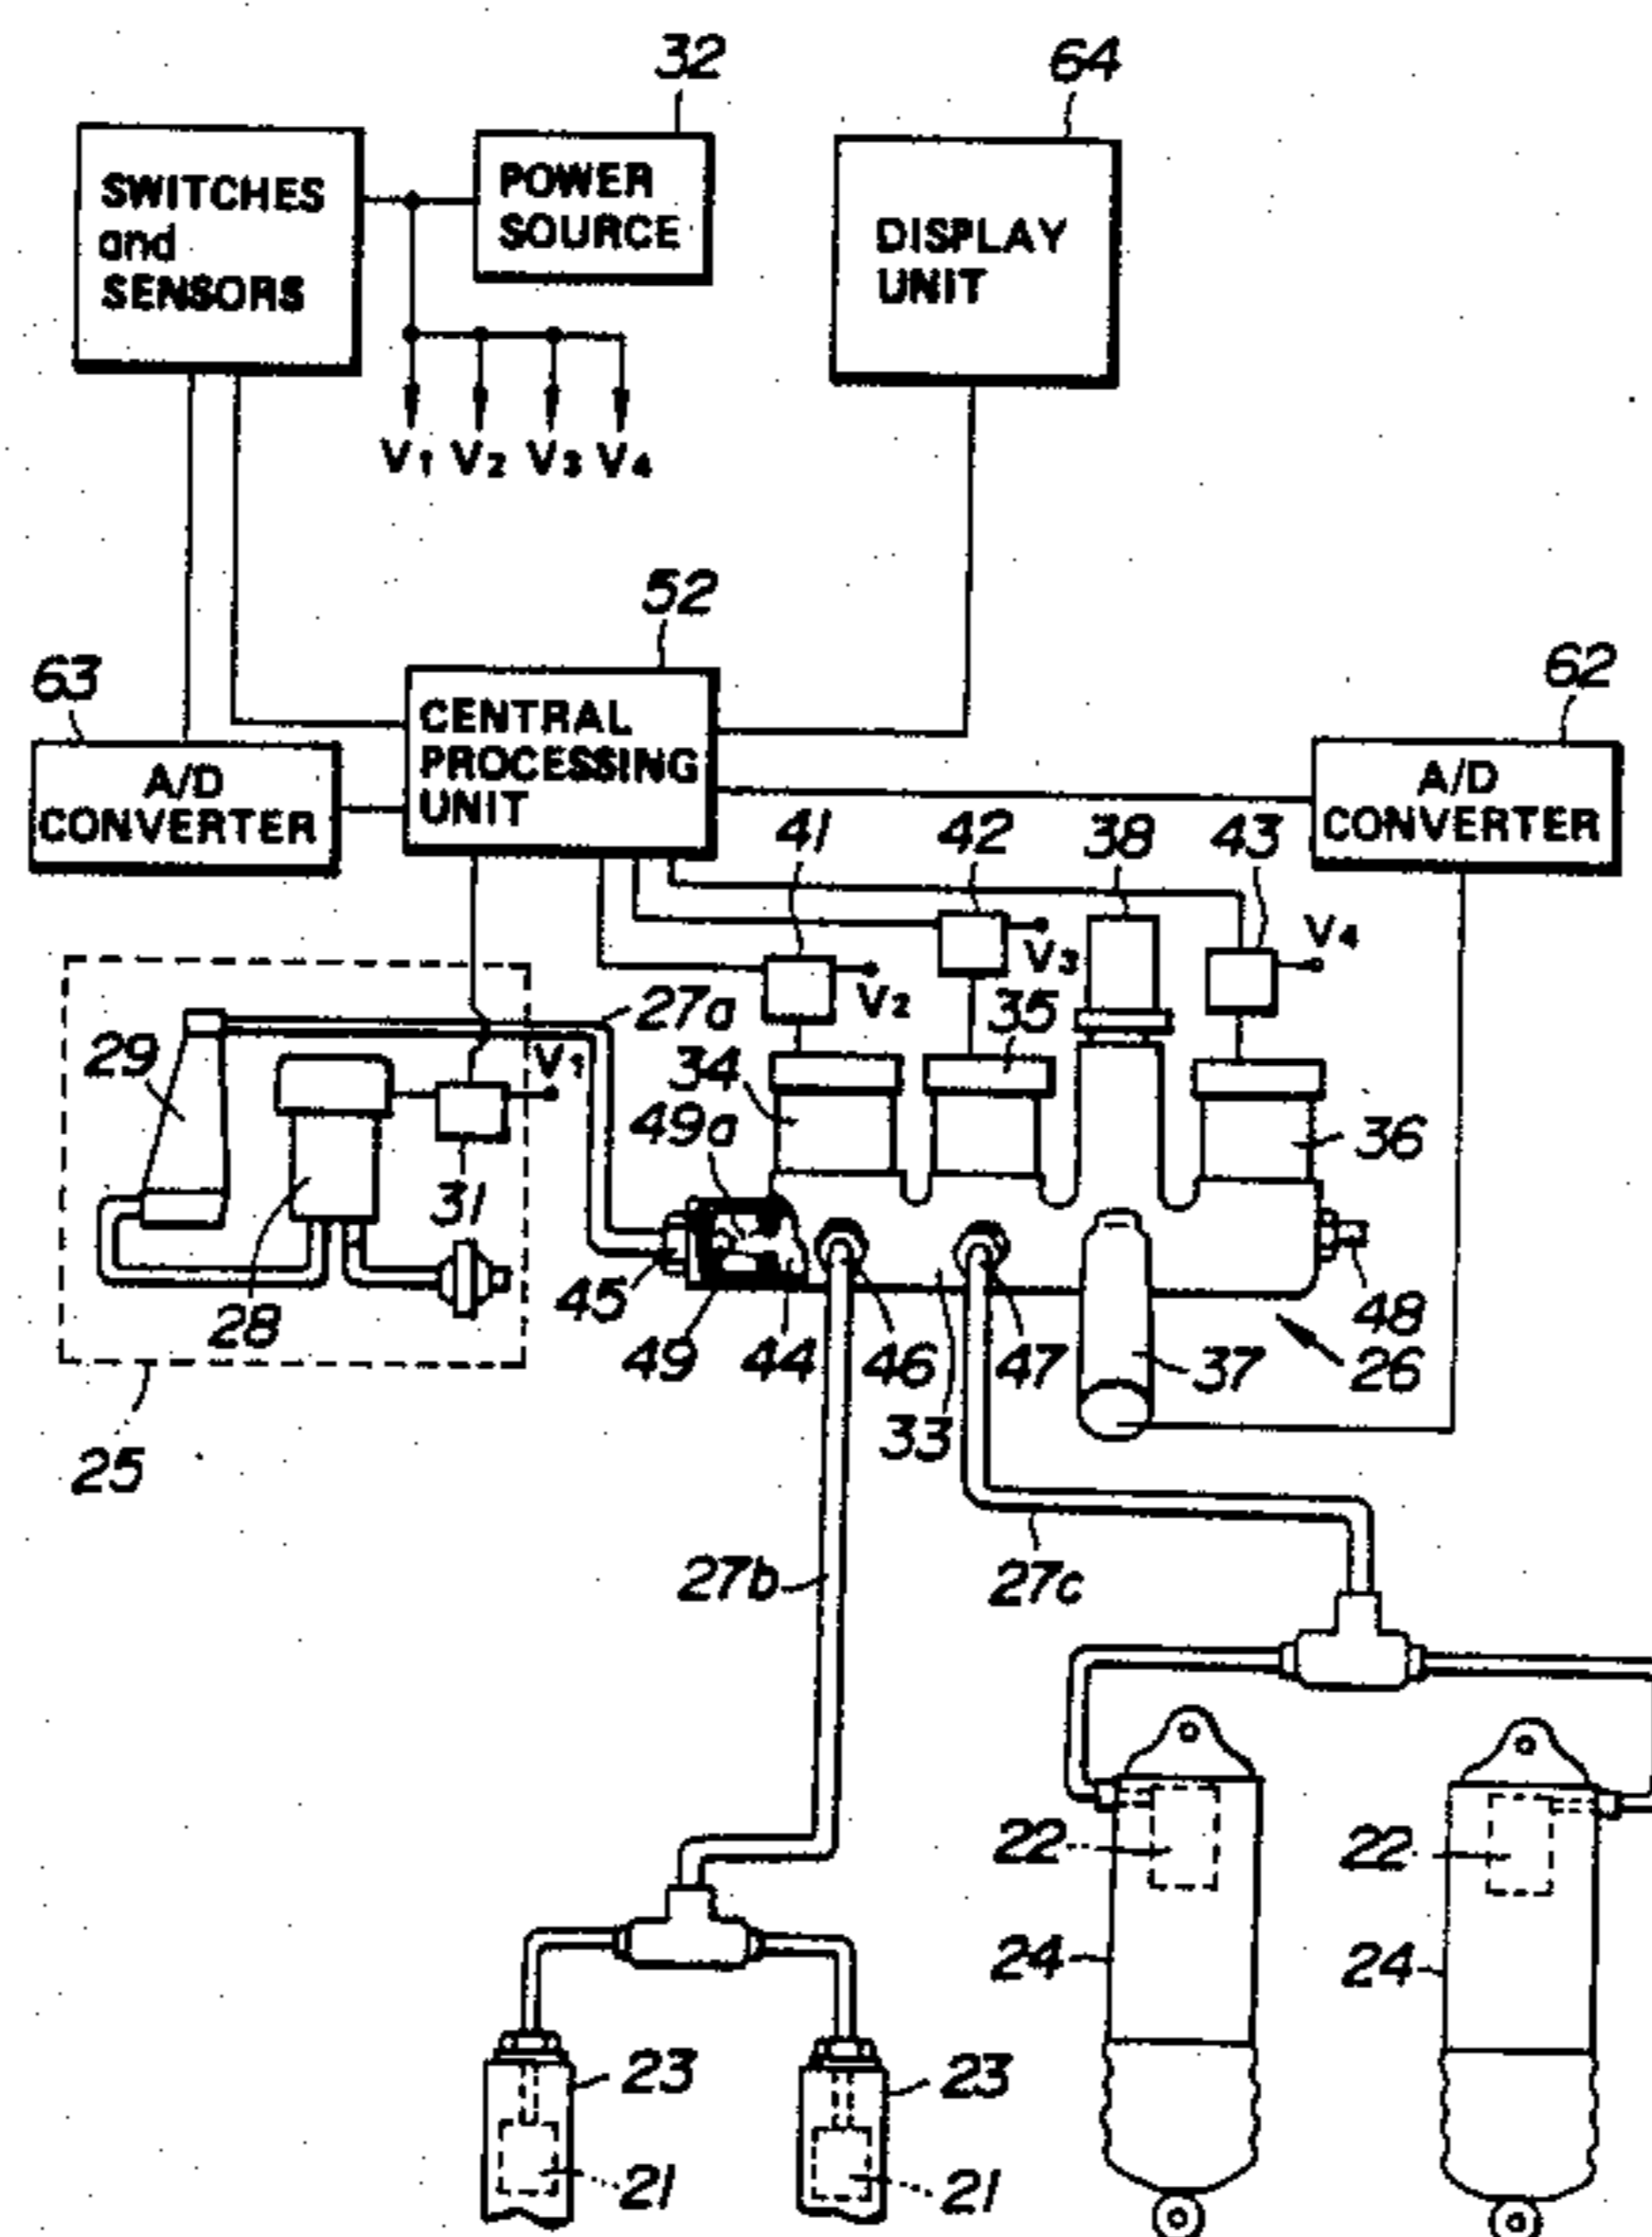 32
64
SWITCHES
and
SENSORS
POWER
SOURCE
DISPLAY
UNIT
V1 V2 V3 V4
52
63
62
CENTRAL
PROCESSING
UNIT
A/D
CONVERTER
A/D
CONVERTER
41
42
38
43
V4
V3
V2
27a
35
29
V1
34
49a
36
31
28
45
49
44
46
47
48
33
37
26
25
27b
27c
22
22
24
24
23
23
21
21